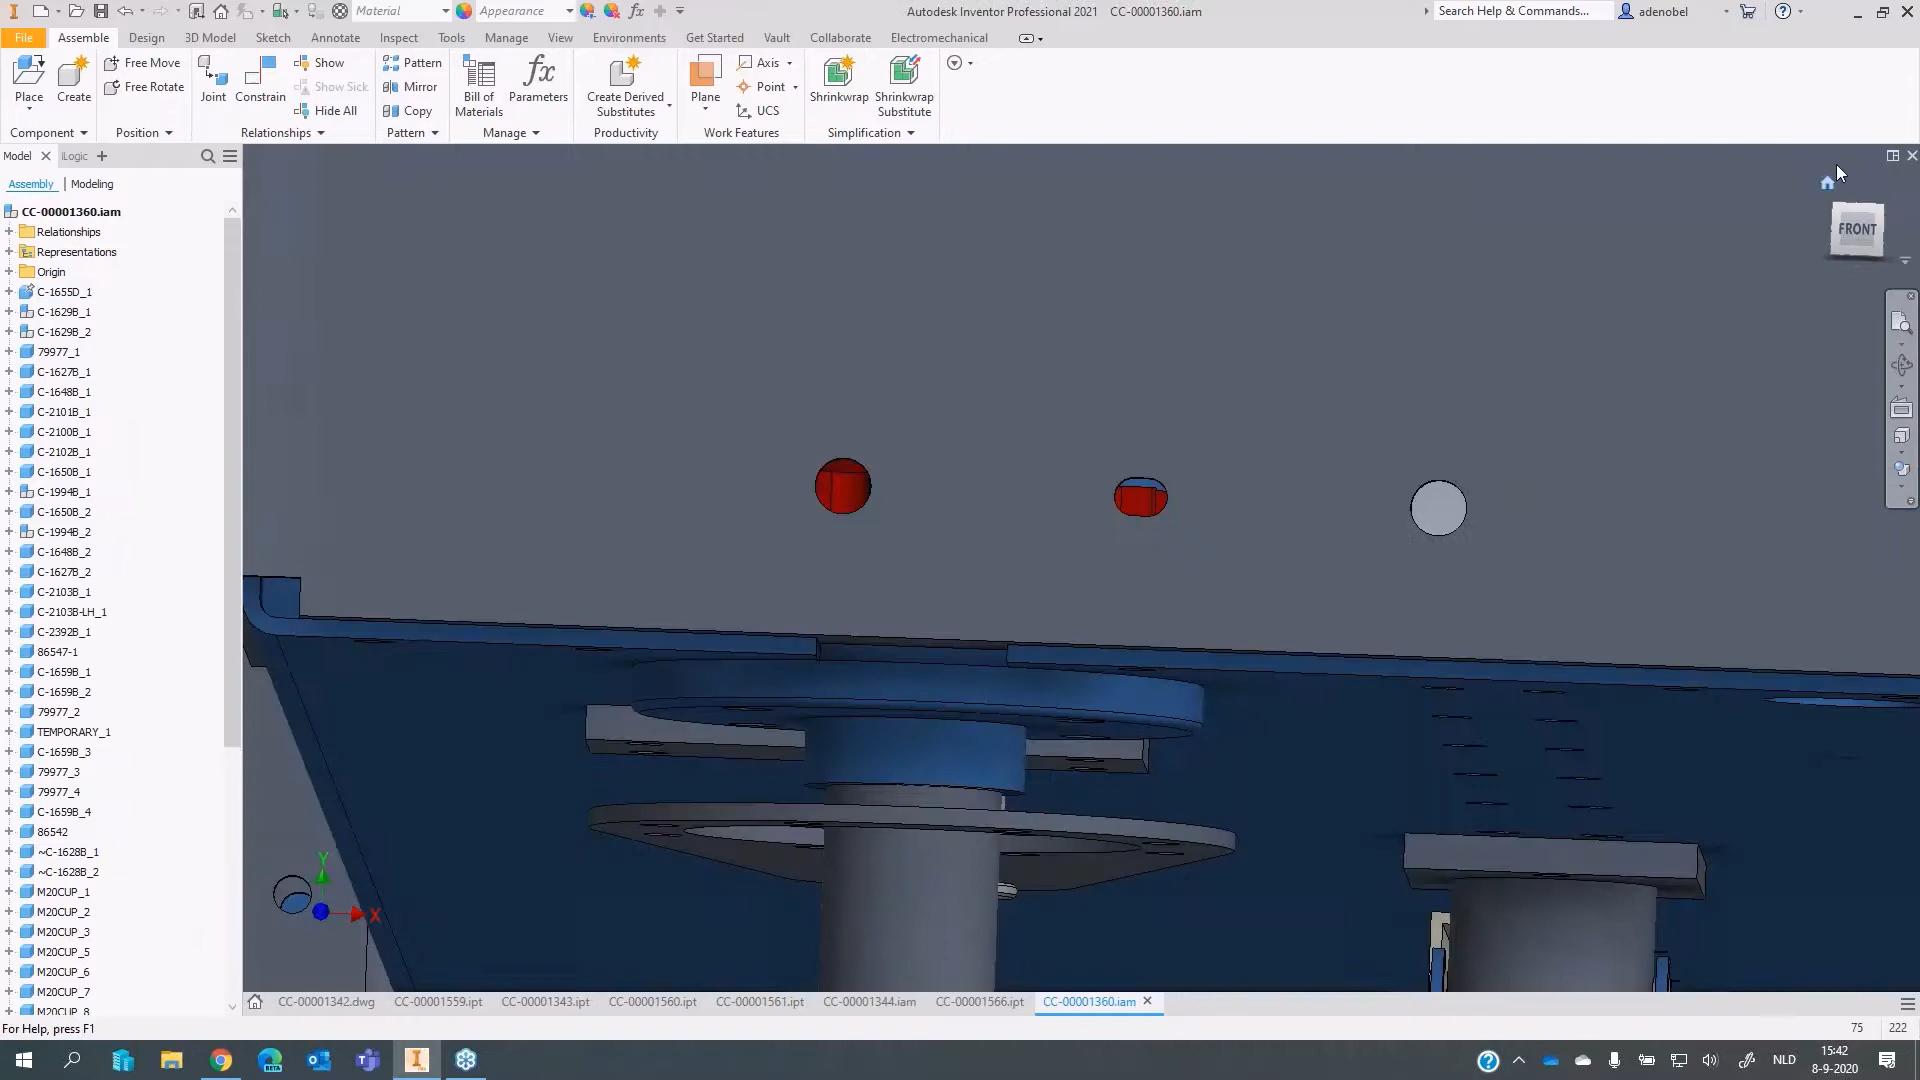 Material Appearance Autodesk Inventor Professional 2021 CC-00001360.iam Search Help & Commands... adenobel
File Assemble Design 3D Model Sketch Annotate Inspect Tools Manage View Environments Get Started Vault Collaborate Electromechanical
Free Move Show Pattern Axis
Free Rotate Show Sick Mirror Point
Place Create Joint Constrain Bill of Parameters Create Derived Plane Shrinkwrap Shrinkwrap
Hide All Copy Materials Substitutes UCS Substitute
Component Position Relationships Pattern Manage Productivity Work Features Simplification
Model iLogic
Assembly Modeling
CC-00001360.iam
Relationships
FRONT
Representations
Origin
C-1655D_1
C-1629B_1
C-1629B_2
79977_1
C-1627B_1
C-1648B_1
C-2101B_1
C-2100B_1
C-2102B_1
C-1650B_1
C-1994B_1
C-1650B_2
C-1994B_2
C-1648B_2
C-1627B_2
C-2103B_1
C-2103B-LH_1
C-2392B_1
86547-1
C-1659B_1
C-1659B_2
79977_2
TEMPORARY_1
C-1659B_3
79977_3
79977_4
C-1659B_4
86542
~C-1628B_1
~C-1628B_2
M20CUP_1
M20CUP_2
M20CUP_3
M20CUP_5
M20CUP_6
M20CUP_7
M20CUP_8
Y
X
CC-00001342.dwg CC-00001559.ipt CC-00001343.ipt CC-00001560.ipt CC-00001561.ipt CC-00001344.iam CC-00001566.ipt CC-00001360.iam
For Help, press F1 75 222
BETA NLD 15:42
8-9-2020